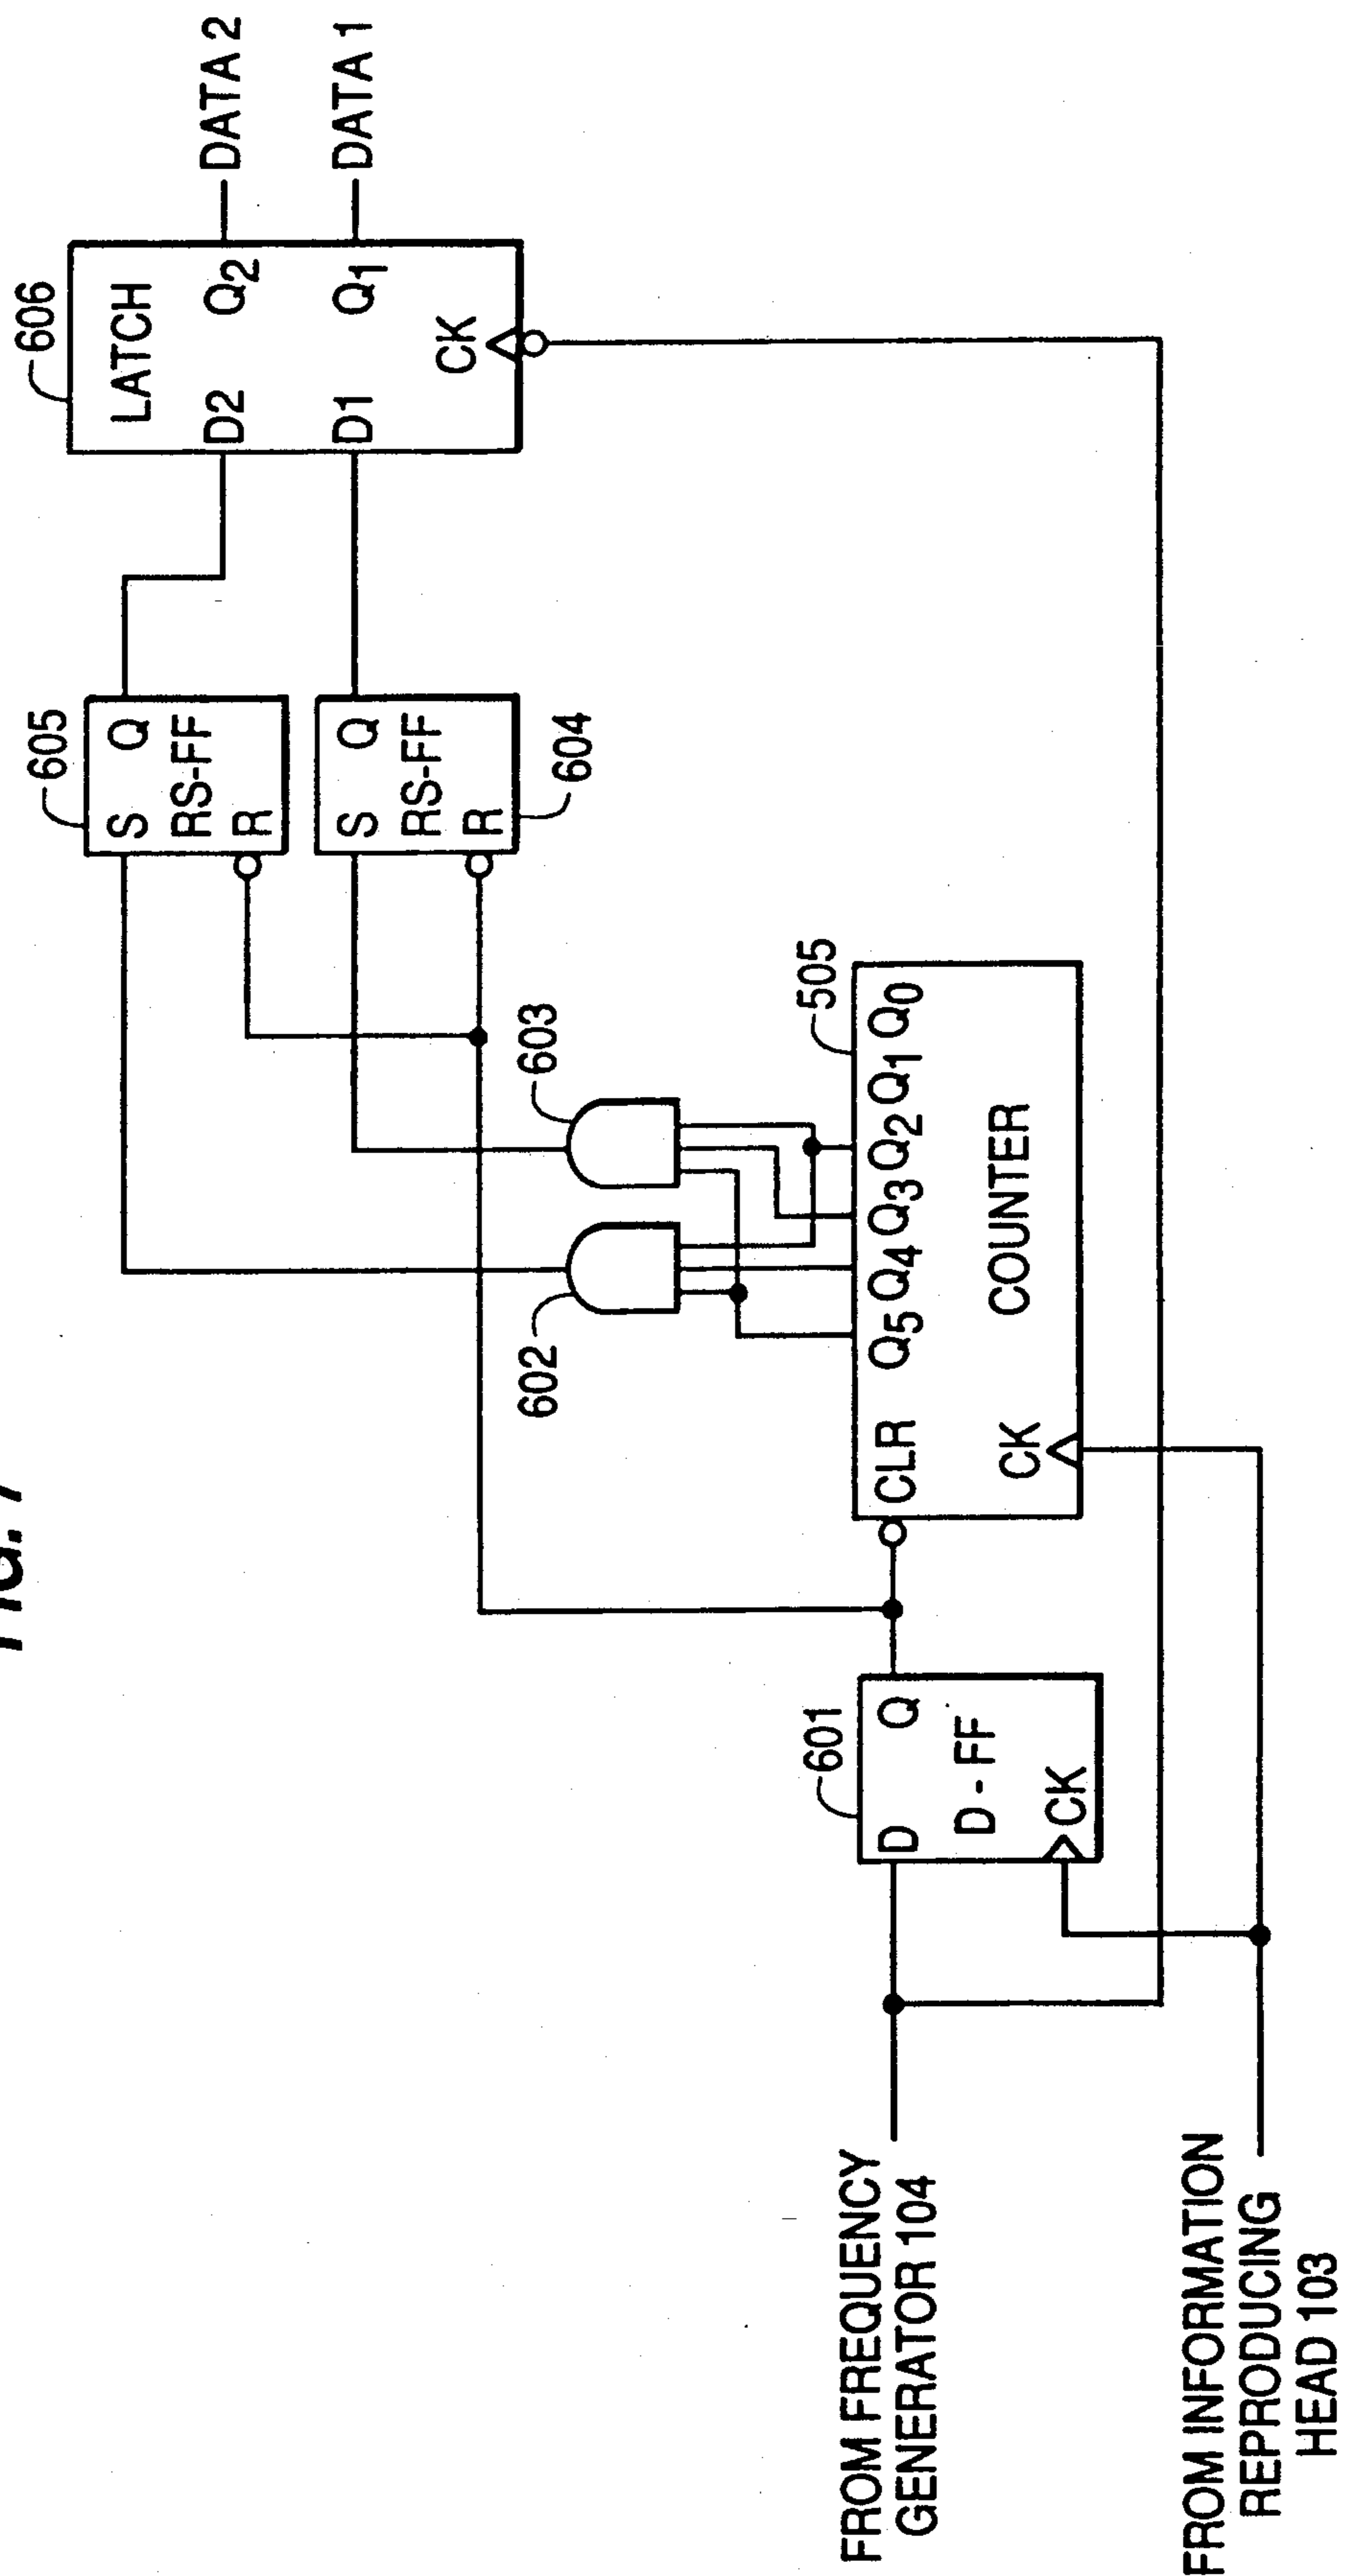 606
LATCH
D2 Q2
D1 Q1
CK
DATA 2
DATA 1
605
S Q
RS-FF
R
S Q
RS-FF
R
604
603
602
505
CLR Q5 Q4 Q3 Q2 Q1 Q0
COUNTER
CK
601
D Q
D - FF
CK
FROM FREQUENCY
GENERATOR 104
FROM INFORMATION
REPRODUCING
HEAD 103